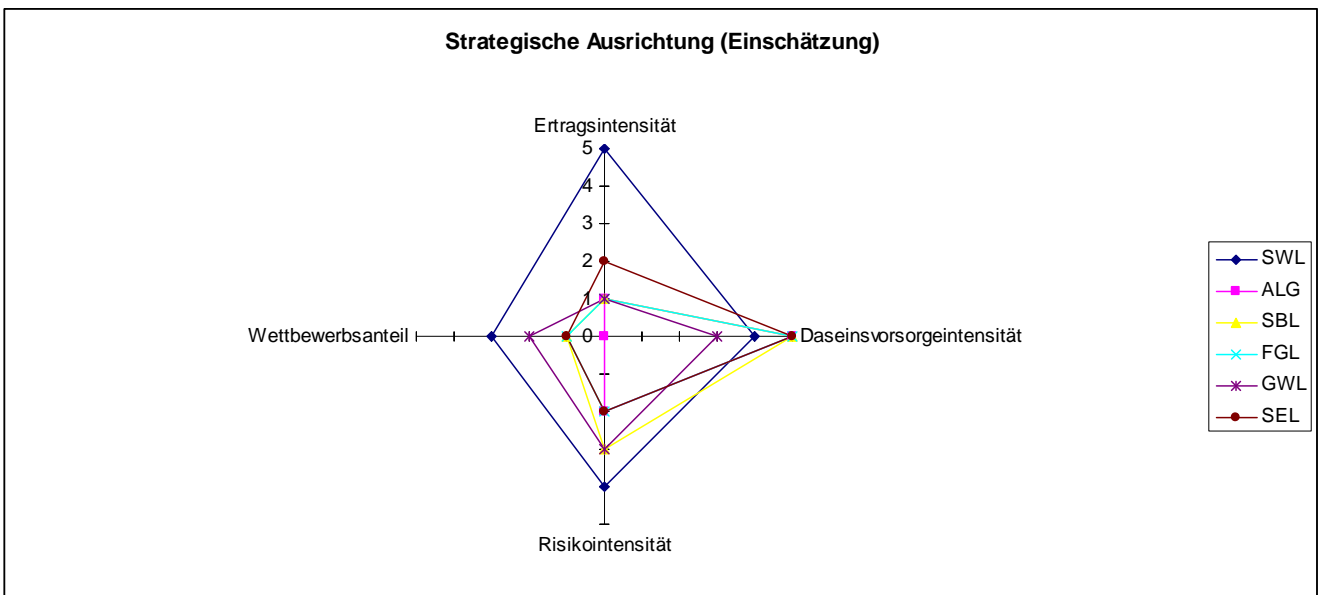 Strategische Ausrichtung (Einschätzung)
Ertragsintensität
5
4
3
2
1
0
Wettbewerbsanteil
Daseinsvorsorgeintensität
Risikointensität
SWL
ALG
SBL
FGL
GWL
SEL